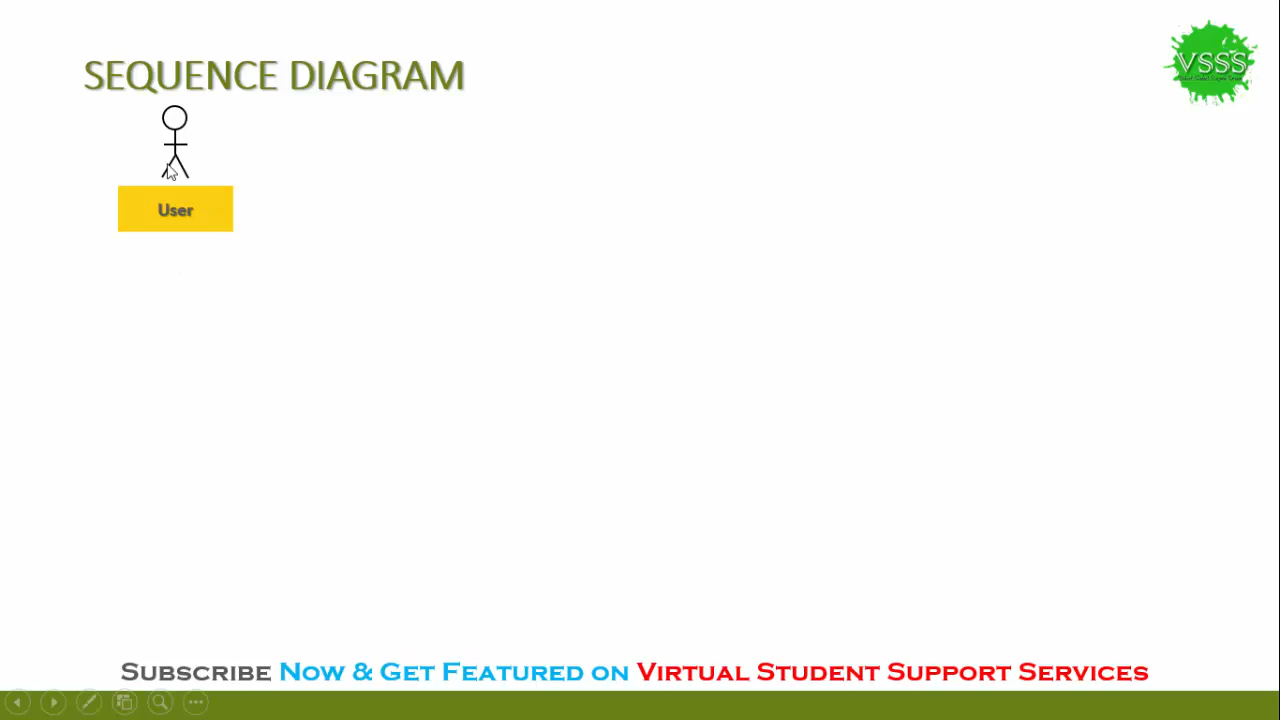 SEQUENCE DIAGRAM
VSSS
User
Subscribe Now & Get Featured on Virtual Student Support Services